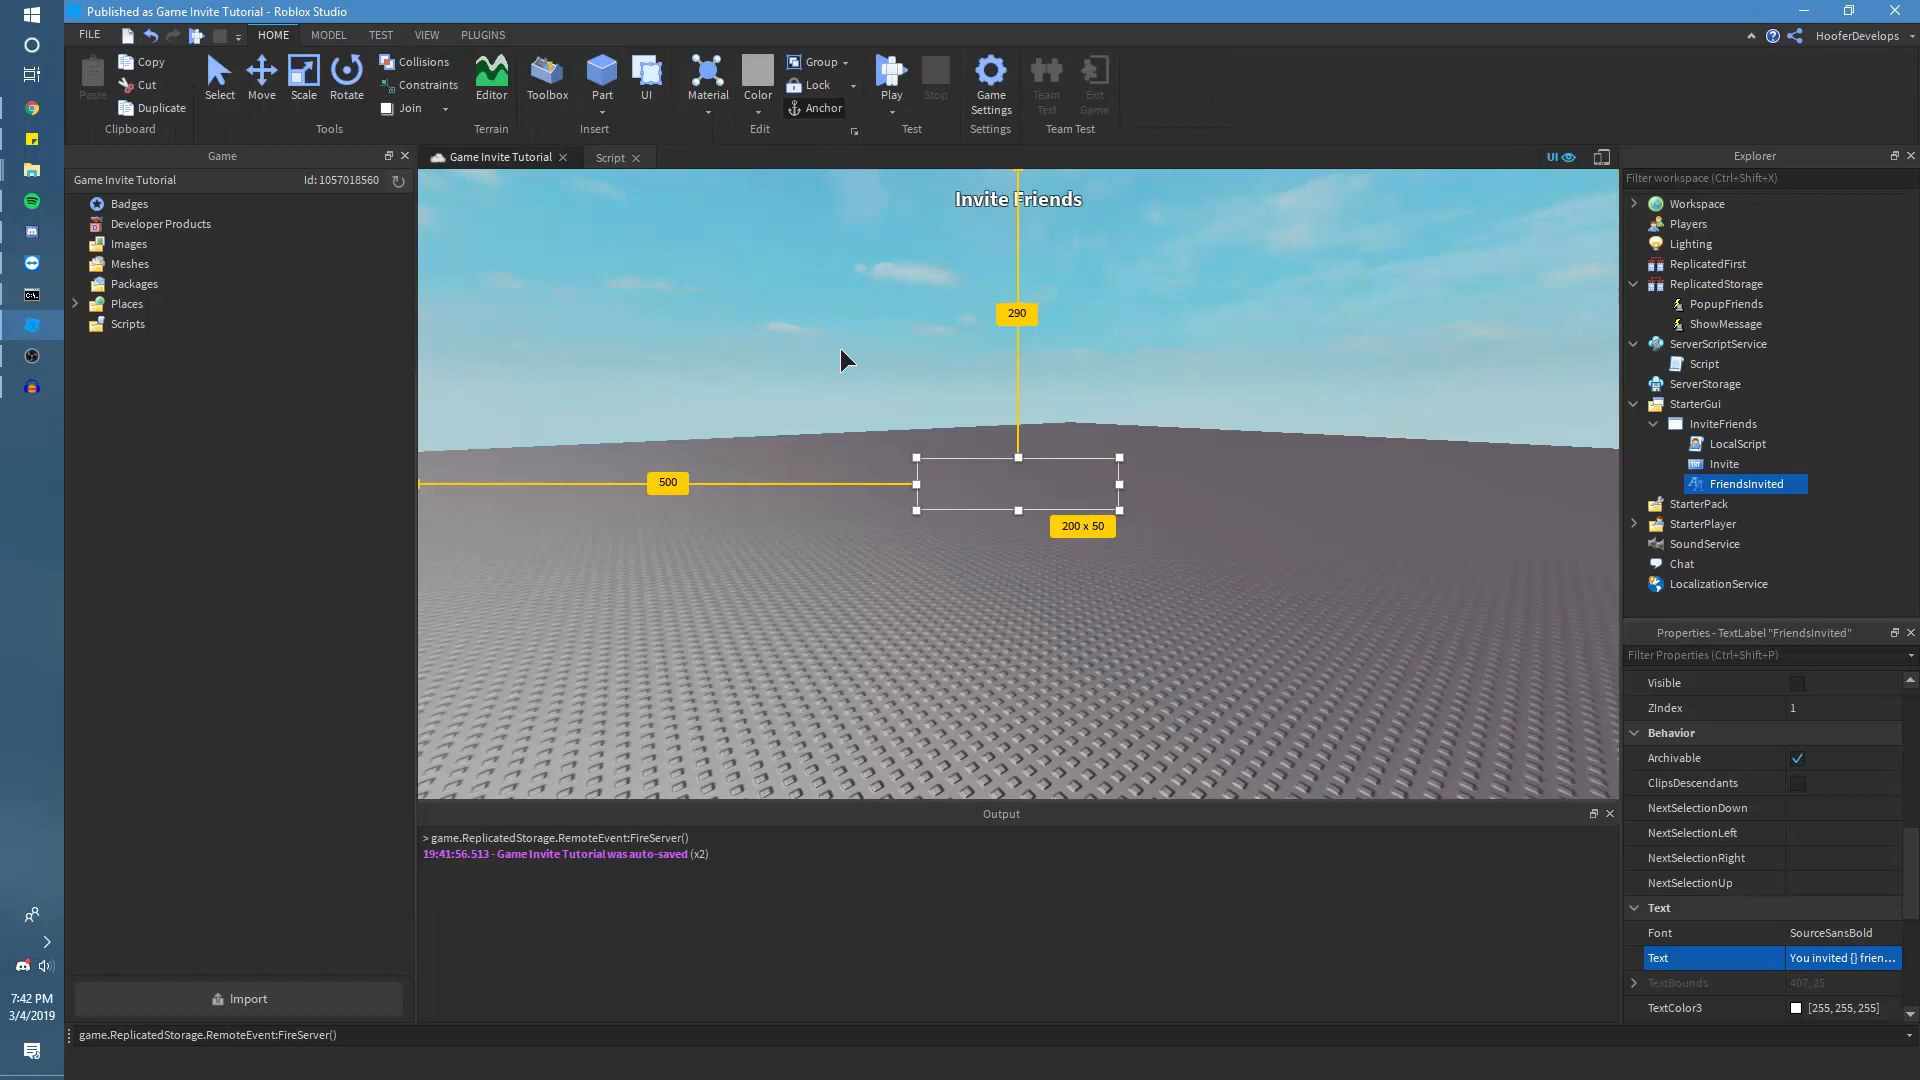 Published as Game Invite Tutorial - Roblox Studio
FILE HOME MODEL TEST VIEW PLUGINS HooferDevelops
Paste Copy Cut Duplicate Clipboard
Select Move Scale Rotate Collisions Constraints Join Tools
Editor Terrain
Toolbox Part UI Insert
Material Color Group Lock Anchor Edit
Play Stop Test
Game Settings Settings
Team Test Exit Game Team Test
Game
Game Invite Tutorial Id: 1057018560
Badges
Developer Products
Images
Meshes
Packages
Places
Scripts
Import
Game Invite Tutorial Script UI
Invite Friends
290
500
200 x 50
Output
> game.ReplicatedStorage.RemoteEvent:FireServer()
19:41:56.513 - Game Invite Tutorial was auto-saved (x2)
Explorer
Filter workspace (Ctrl+Shift+X)
Workspace
Players
Lighting
ReplicatedFirst
ReplicatedStorage
PopupFriends
ShowMessage
ServerScriptService
Script
ServerStorage
StarterGui
InviteFriends
LocalScript
Invite
FriendsInvited
StarterPack
StarterPlayer
SoundService
Chat
LocalizationService
Properties - TextLabel "FriendsInvited"
Filter Properties (Ctrl+Shift+P)
Visible
ZIndex 1
Behavior
Archivable
ClipsDescendants
NextSelectionDown
NextSelectionLeft
NextSelectionRight
NextSelectionUp
Text
Font SourceSansBold
Text You invited {} frien...
TextBounds 407, 25
TextColor3 [255, 255, 255]
game.ReplicatedStorage.RemoteEvent:FireServer()
7:42 PM
3/4/2019